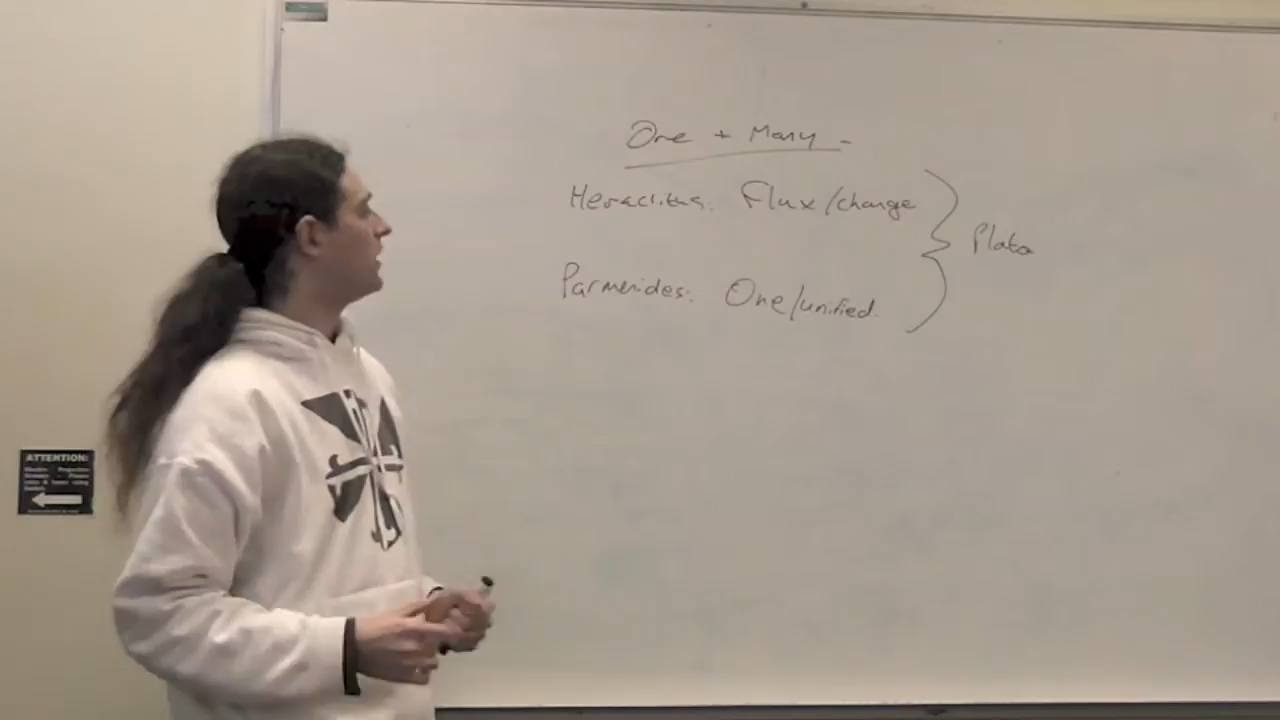 One + Many -
Heraclitus: Flux/change
Plato
Parmenides: One/unified.
ATTENTION: